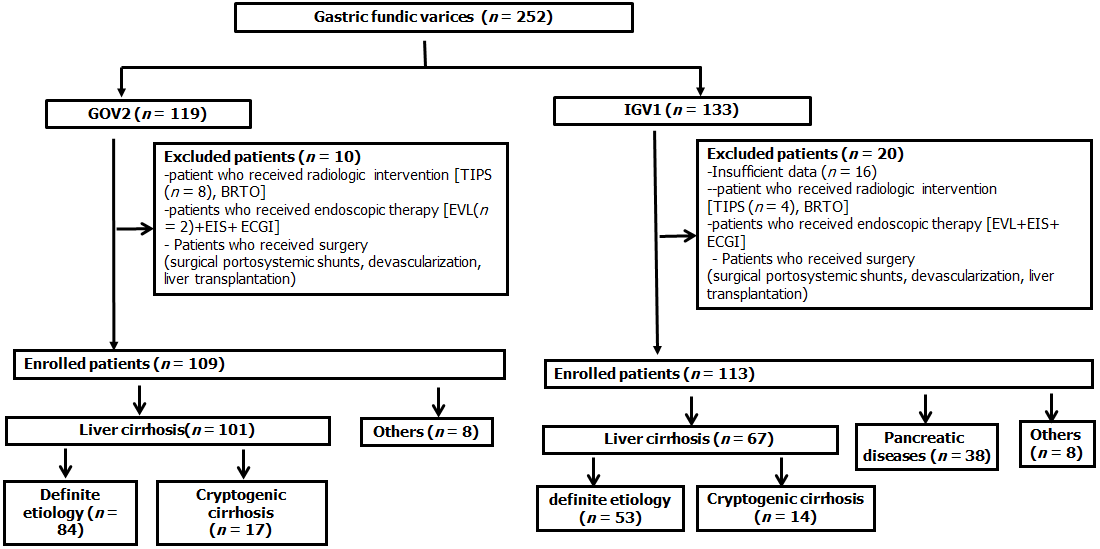 Gastric fundic varices (n = 252)
GOV2 (n = 119)
IGV1 (n = 133)
Excluded patients (n = 10)
-patient who received radiologic intervention [TIPS
(n = 8), BRTO]
-patients who received endoscopic therapy [EVL(n
= 2)+EIS+ ECGI]
- Patients who received surgery
(surgical portosystemic shunts, devascularization,
liver transplantation)
Excluded patients (n = 20)
-Insufficient data (n = 16)
--patient who received radiologic intervention
[TIPS (n = 4), BRTO]
-patients who received endoscopic therapy [EVL+EIS+
ECGI]
- Patients who received surgery
(surgical portosystemic shunts, devascularization, liver
transplantation)
Enrolled patients (n = 109)
Enrolled patients (n = 113)
Liver cirrhosis(n = 101)
Others (n = 8)
Liver cirrhosis (n = 67)
Pancreatic
diseases (n = 38)
Others
(n = 8)
Definite
etiology (n =
84)
Cryptogenic
cirrhosis
(n = 17)
definite etiology
(n = 53)
Cryptogenic cirrhosis
(n = 14)